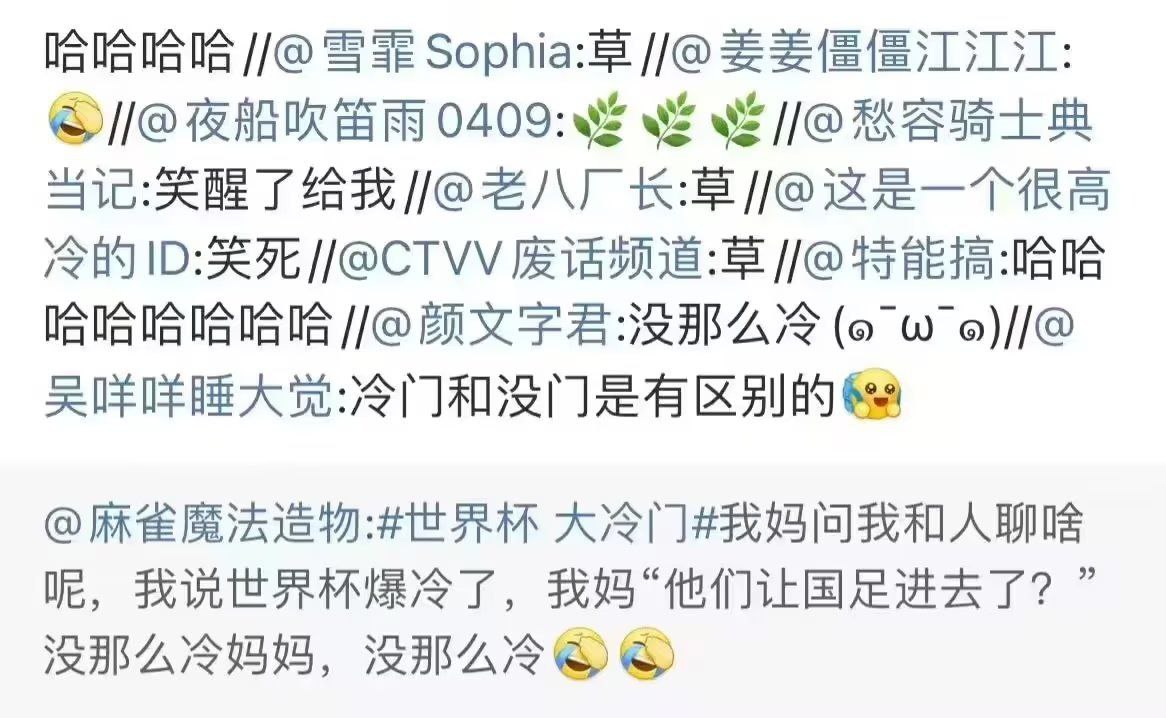 哈哈哈哈//@雪霏Sophia:草//@姜姜僵僵江江江:
🤣//@夜船吹笛雨0409:🌿🌿🌿//@愁容骑士典
当记:笑醒了给我//@老八厂长:草//@这是一个很高
冷的ID:笑死//@CTVV废话频道:草//@特能搞:哈哈
哈哈哈哈哈哈//@颜文字君:没那么冷(๑¯ω¯๑)//@
吴咩咩睡大觉:冷门和没门是有区别的🤗
@麻雀魔法造物:#世界杯 大冷门#我妈问我和人聊啥
呢，我说世界杯爆冷了，我妈“他们让国足进去了？”
没那么冷妈妈，没那么冷🤣🤣